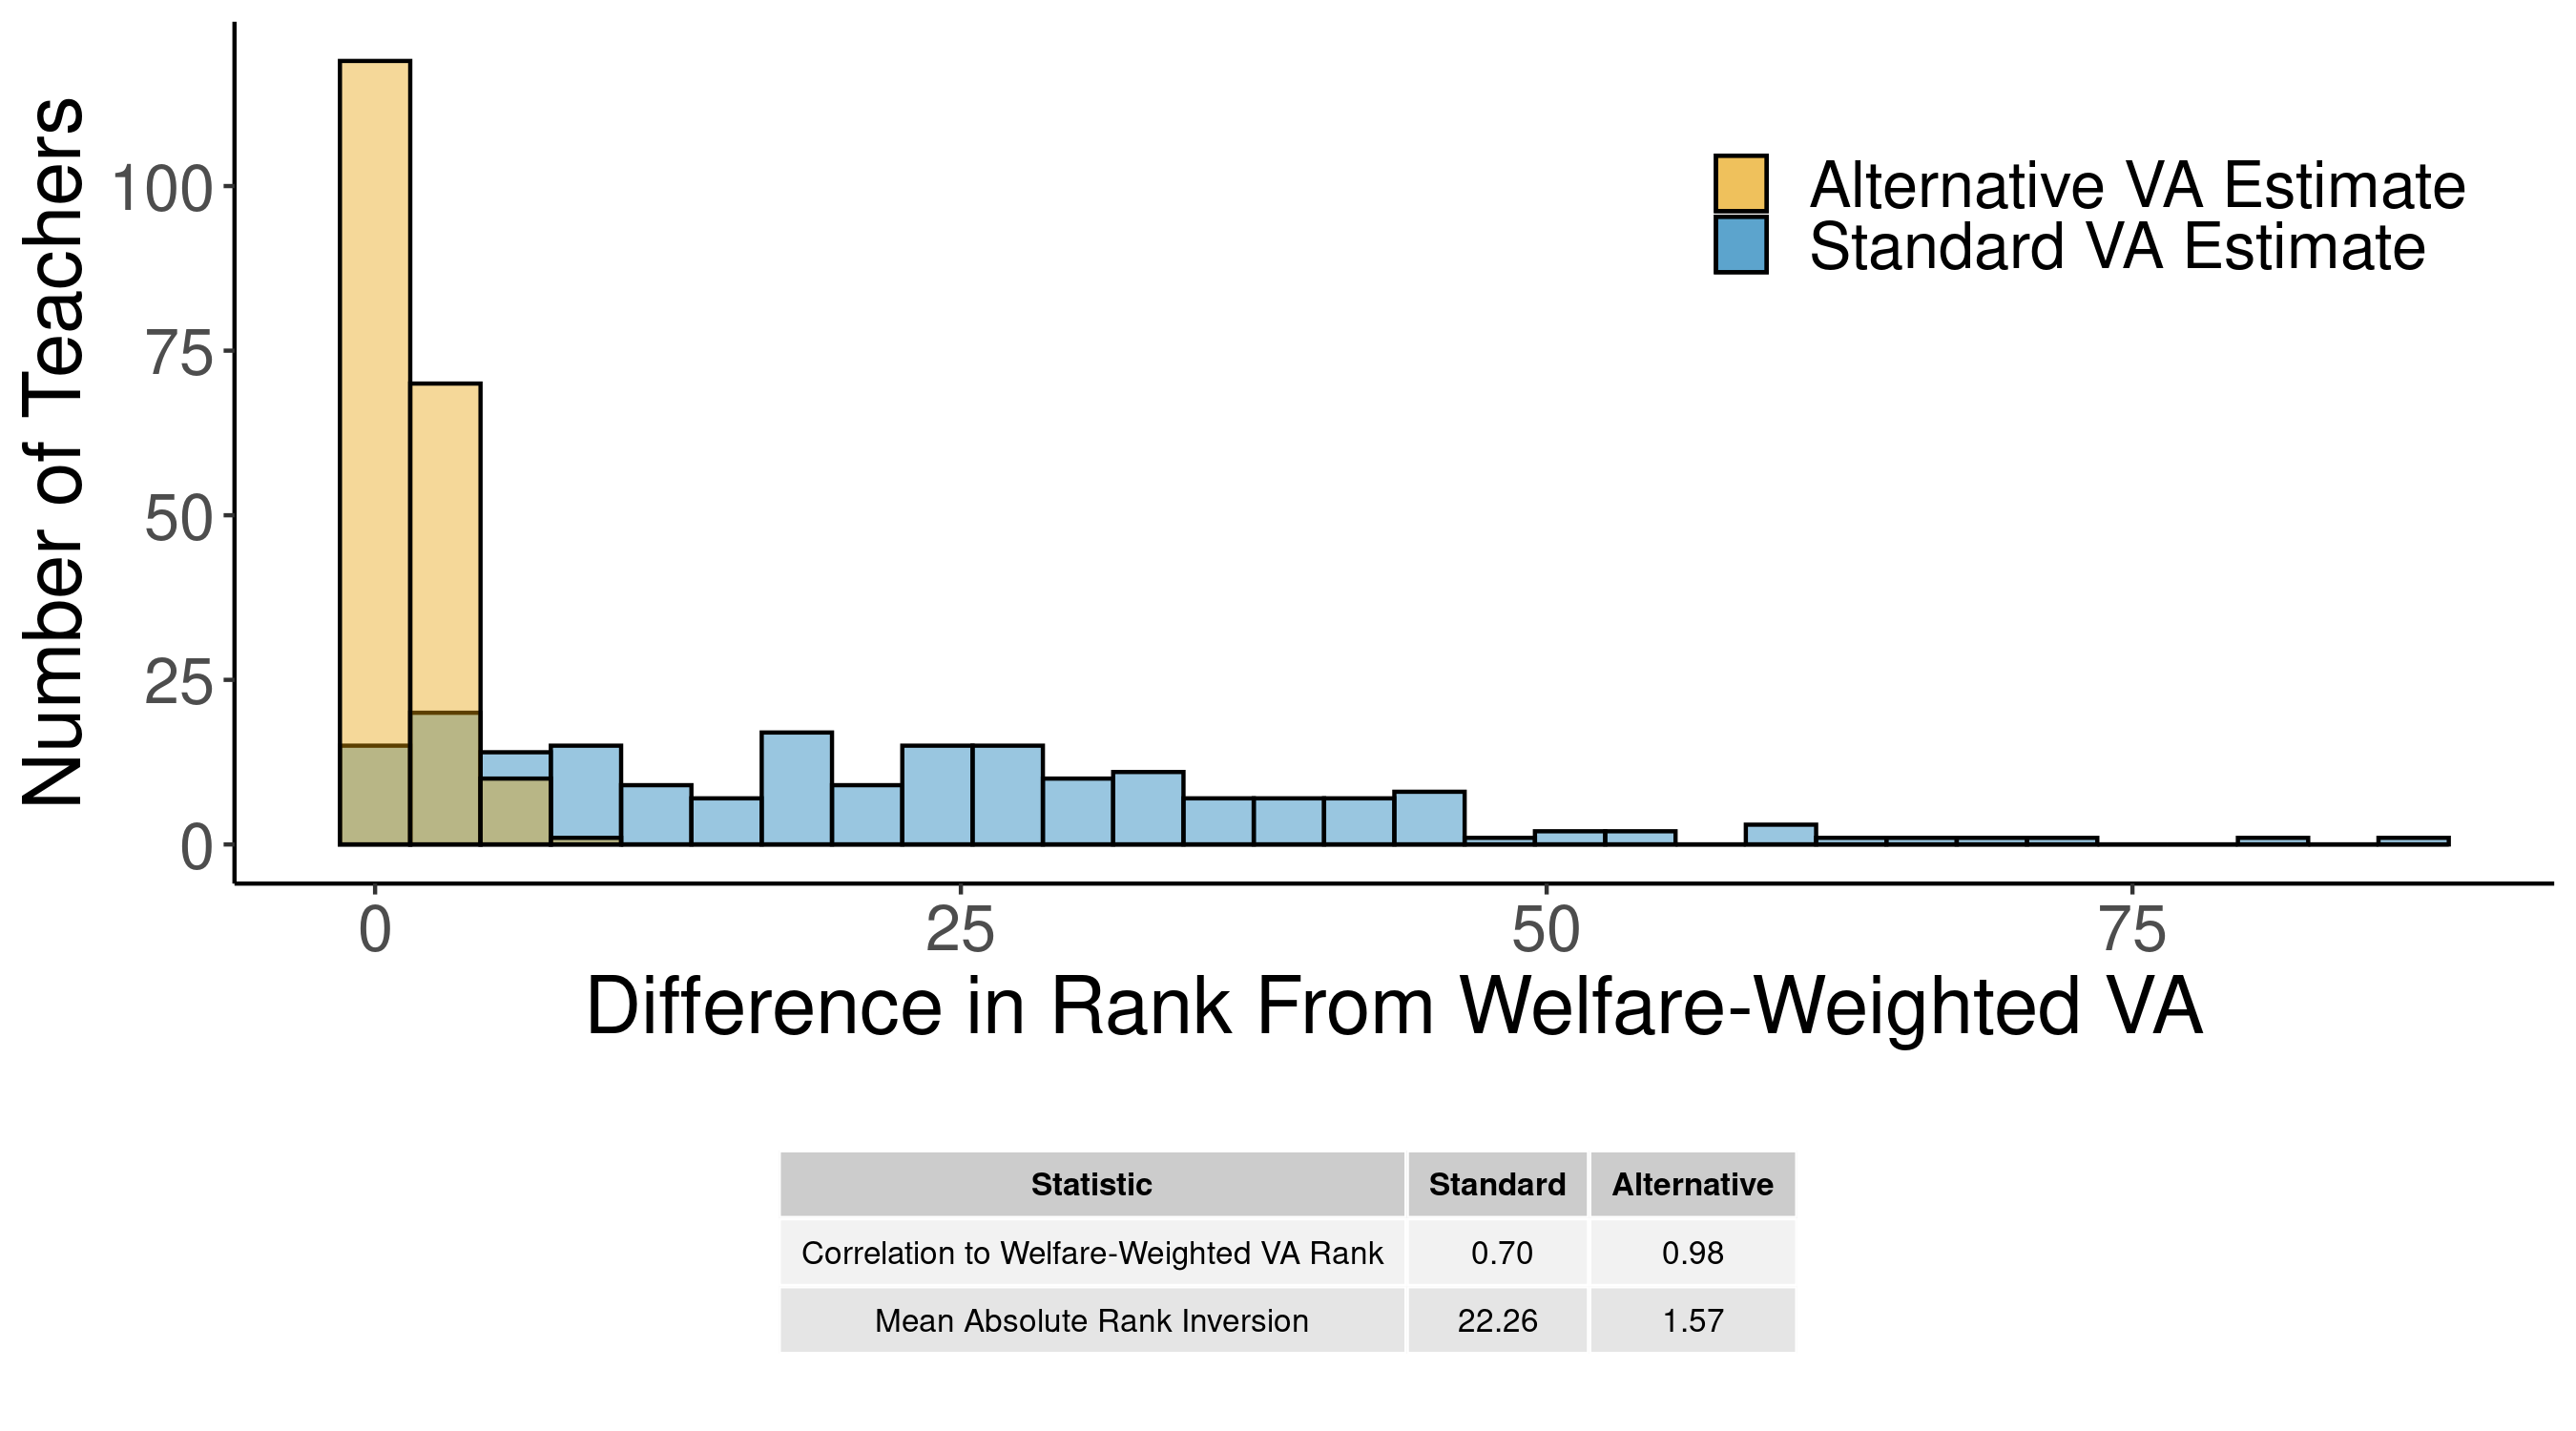 Number of Teachers
100
75
50
25
0
Alternative VA Estimate
Standard VA Estimate
0 25 50 75
Difference in Rank From Welfare-Weighted VA
Statistic Standard Alternative
Correlation to Welfare-Weighted VA Rank 0.70 0.98
Mean Absolute Rank Inversion 22.26 1.57